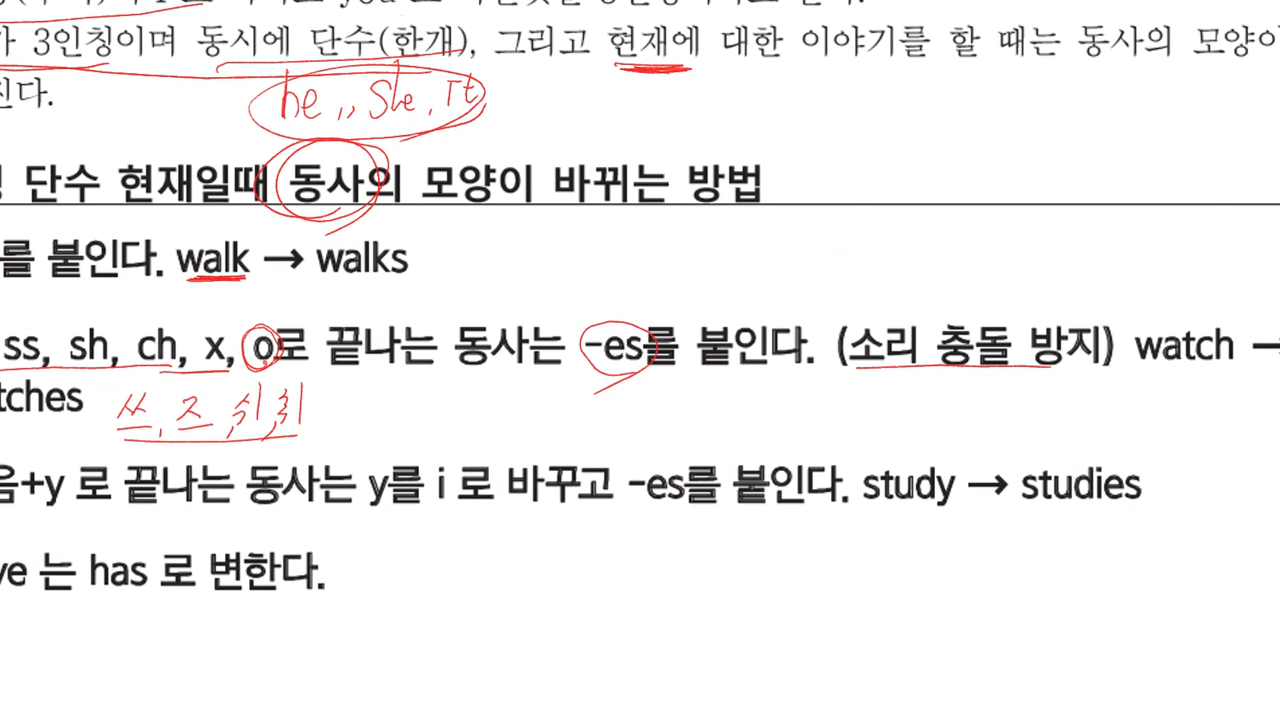 3인칭이며 동시에 단수(한개), 그리고 현재에 대한 이야기를 할 때는 동사의 모양이
진다.
he,, She, It
단수 현재일때 동사의 모양이 바뀌는 방법
를 붙인다. walk → walks
ss, sh, ch, x, o로 끝나는 동사는 -es를 붙인다. (소리 충돌 방지) watch →
tches
쓰, 즈, 쉬, 취
음+y 로 끝나는 동사는 y를 i 로 바꾸고 -es를 붙인다. study → studies
ve 는 has 로 변한다.